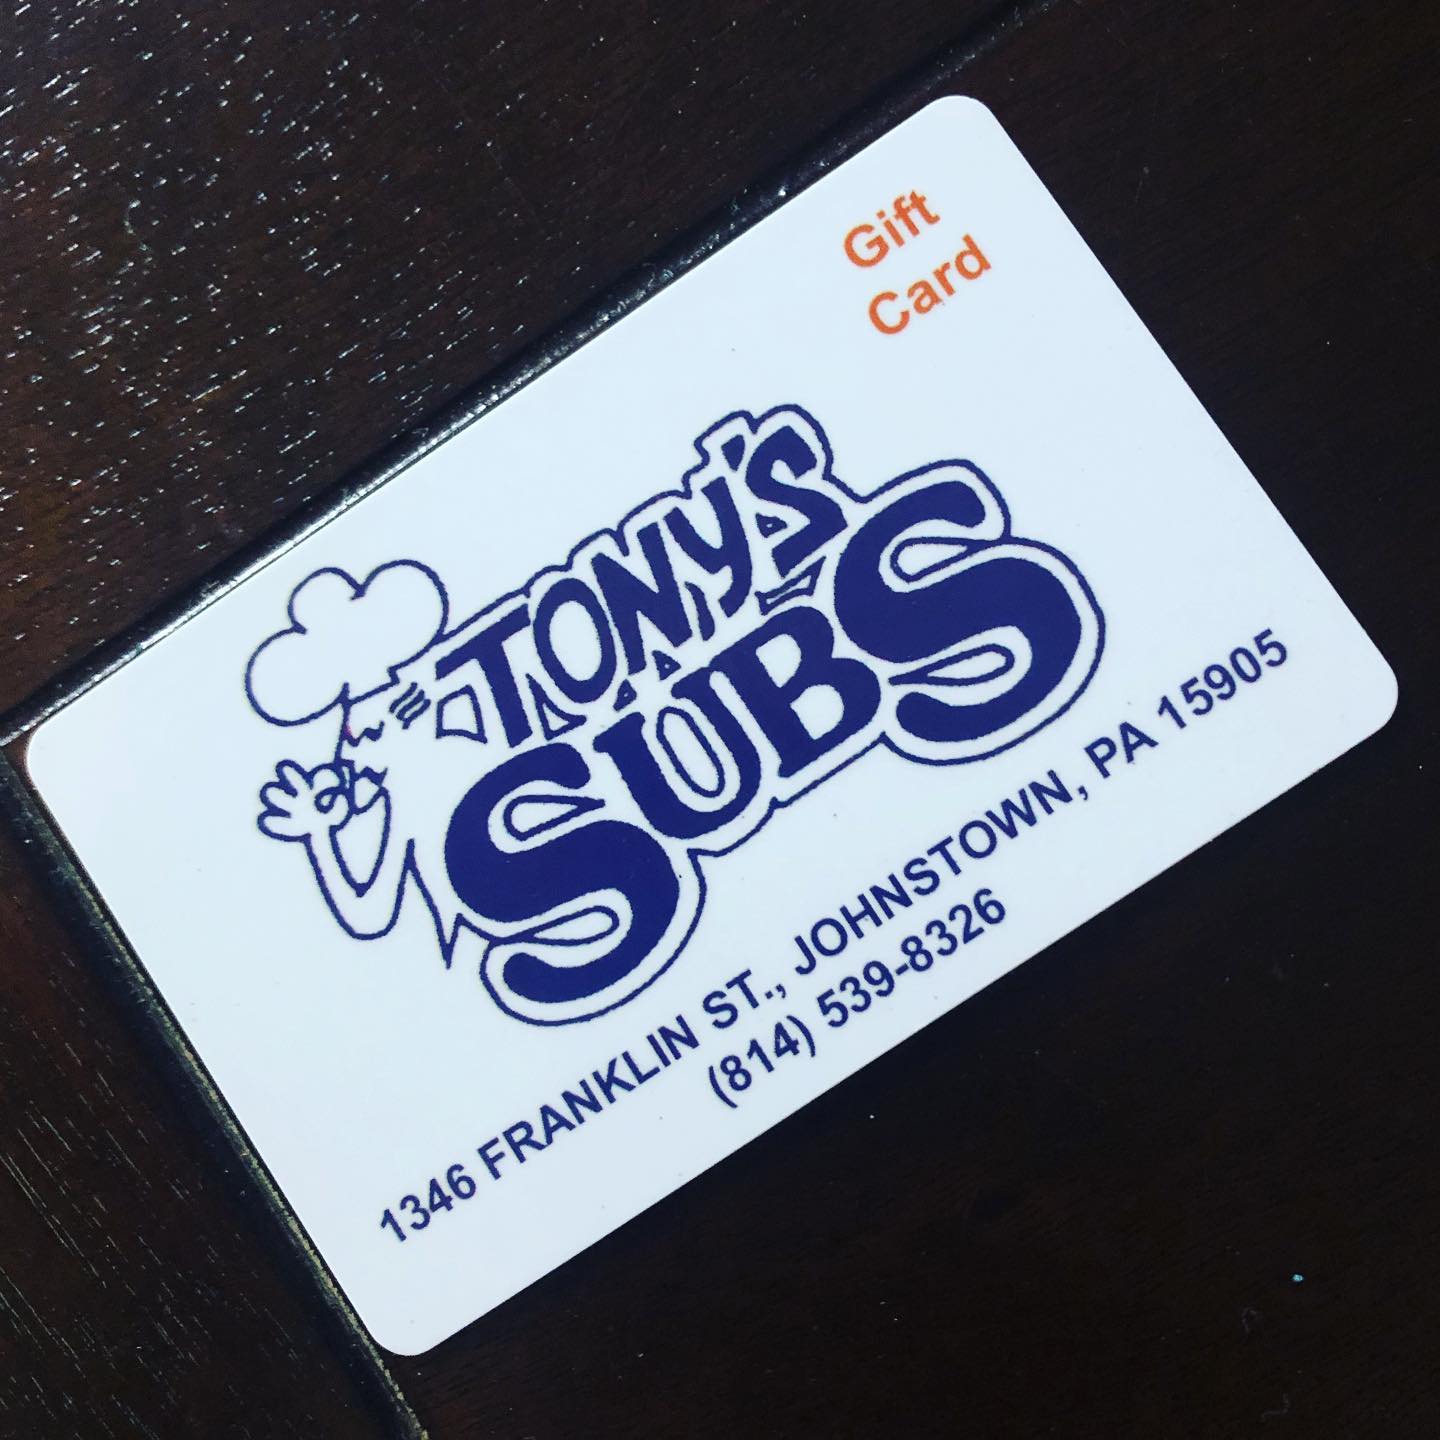 Gift
Card
TONY'S
SUBS
1346 FRANKLIN ST., JOHNSTOWN, PA 15905
(814) 539-8326